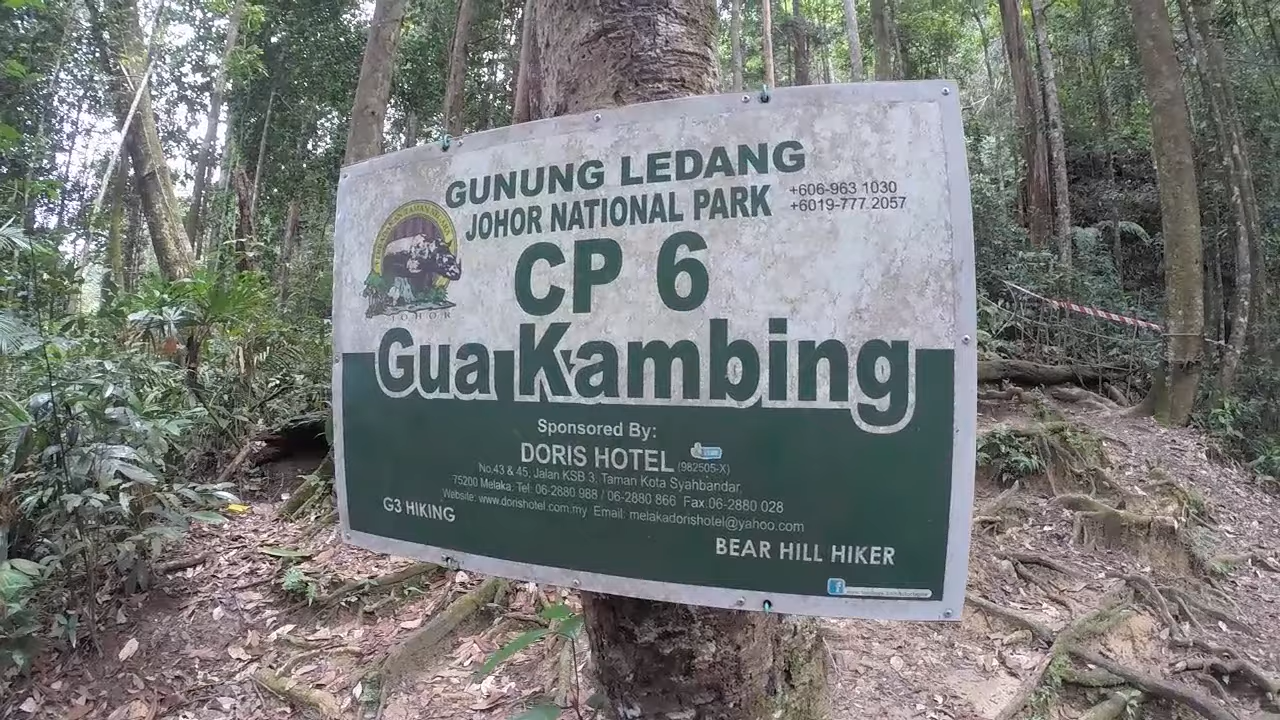 GUNUNG LEDANG
JOHOR NATIONAL PARK
+606-963 1030
+6019-777 2057
JOHOR
CP 6
Gua Kambing
Sponsored By:
DORIS HOTEL (982505-X)
No.43 & 45, Jalan KSB 3, Taman Kota Syahbandar
75200 Melaka. Tel: 06-2880 988 / 06-2880 866 Fax.06-2880 028
Website: www.dorishotel.com.my Email: melakadorishotel@yahoo.com
G3 HIKING
BEAR HILL HIKER
f